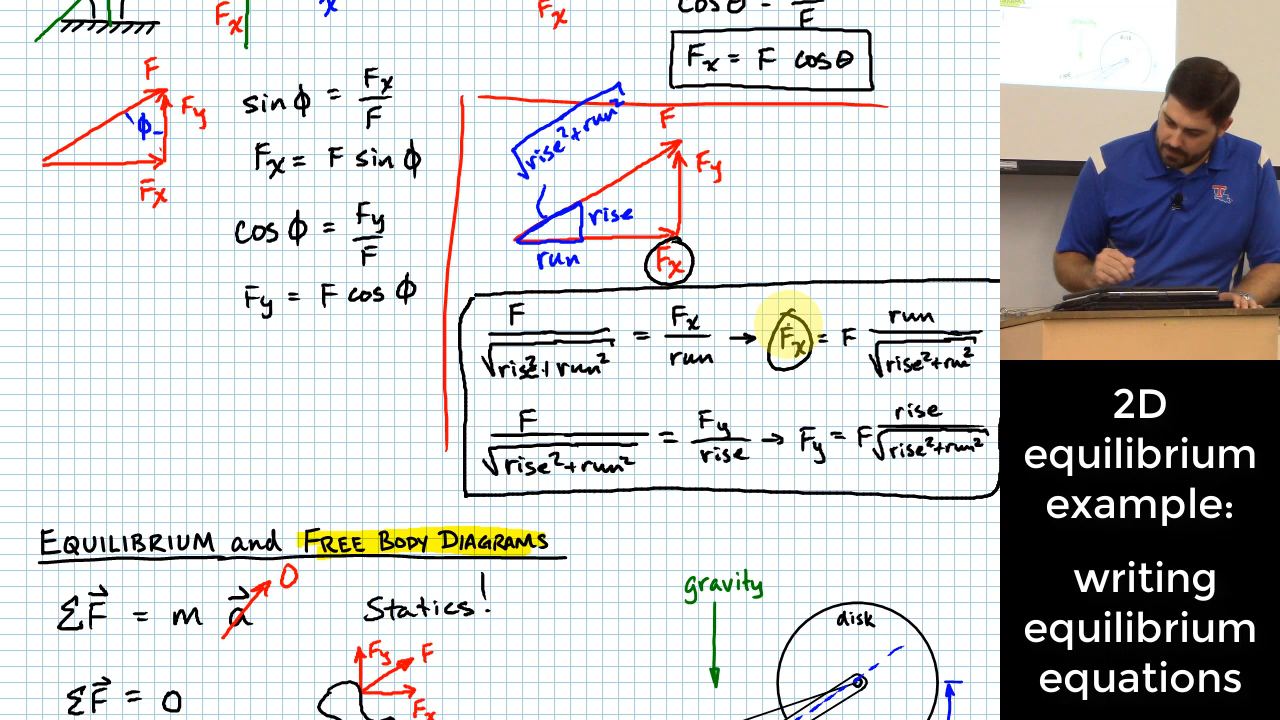 F_x
x
F_x
cos θ = F_x/F
F_x = F cos θ
F
F_y
φ
F_x
sin φ = F_x/F
F_x = F sin φ
cos φ = F_y/F
F_y = F cos φ
√(rise² + run²)
F
F_y
rise
run
F_x
F/√(rise² + run²) = F_x/run → F_x = F run/√(rise² + run²)
F/√(rise² + run²) = F_y/rise → F_y = F rise/√(rise² + run²)
EQUILIBRIUM and FREE BODY DIAGRAMS
ΣF⃗ = m a⃗ 0
Statics!
ΣF⃗ = 0
F_y
F
F_x
gravity
disk
disk
2D
equilibrium
example:
writing
equilibrium
equations